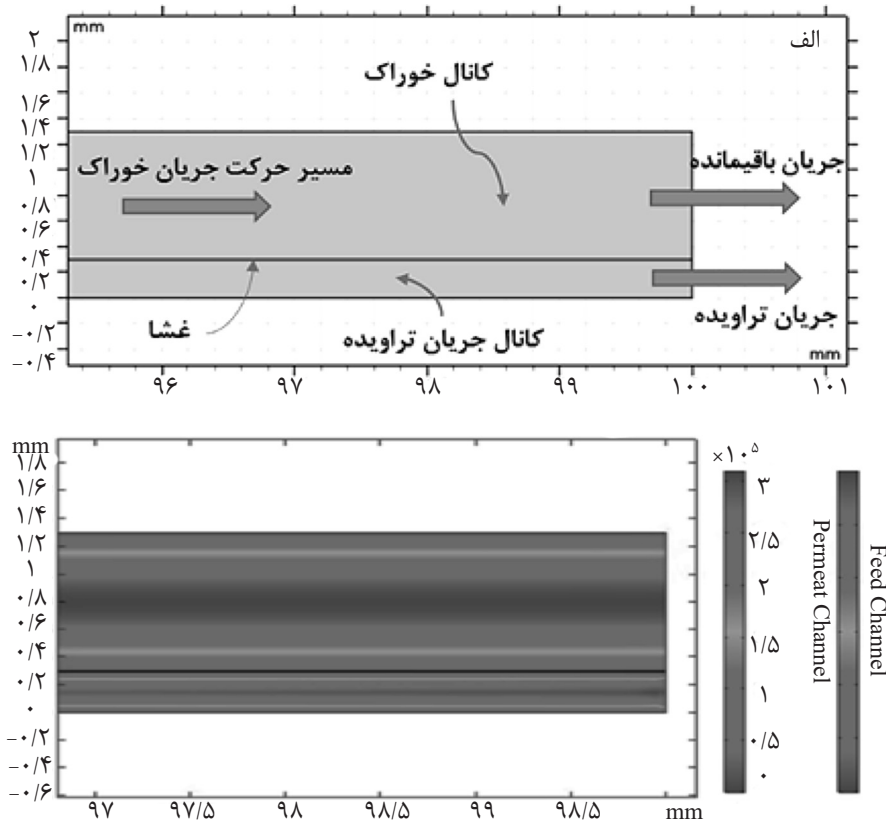 mm
الف
۲
۱/۸
۱/۶
۱/۴
۱/۲
۱
۰/۸
۰/۶
۰/۴
۰/۲
۰
-۰/۲
-۰/۴
کانال خوراک
مسیر حرکت جریان خوراک
جریان باقیمانده
غشا
کانال جریان تراویده
جریان تراویده
mm
۹۶ ۹۷ ۹۸ ۹۹ ۱۰۰ ۱۰۱
mm
۱/۸
۱/۶
۱/۴
۱/۲
۱
۰/۸
۰/۶
۰/۴
۰/۲
۰
-۰/۲
-۰/۴
-۰/۶
۹۷ ۹۷/۵ ۹۸ ۹۸/۵ ۹۹ ۹۸/۵ mm
×۱۰^۵
۳
۲/۵
۲
۱/۵
۱
۰/۵
۰
Permeat Channel
Feed Channel